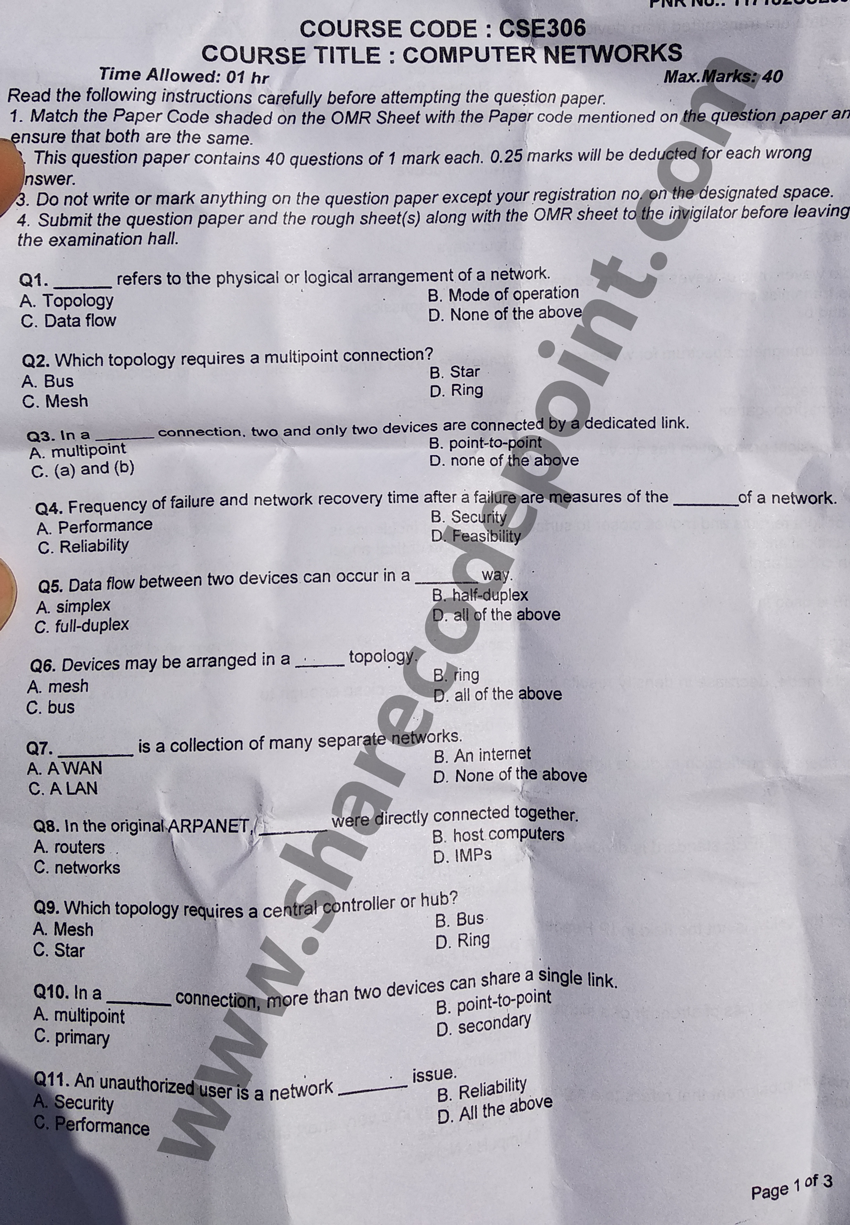 COURSE CODE : CSE306
COURSE TITLE : COMPUTER NETWORKS
Time Allowed: 01 hr Max.Marks: 40
Read the following instructions carefully before attempting the question paper.
1. Match the Paper Code shaded on the OMR Sheet with the Paper code mentioned on the question paper an
ensure that both are the same.
. This question paper contains 40 questions of 1 mark each. 0.25 marks will be deducted for each wrong
nswer.
3. Do not write or mark anything on the question paper except your registration no. on the designated space.
4. Submit the question paper and the rough sheet(s) along with the OMR sheet to the invigilator before leaving
the examination hall.
Q1. ______ refers to the physical or logical arrangement of a network.
A. Topology B. Mode of operation
C. Data flow D. None of the above
Q2. Which topology requires a multipoint connection?
A. Bus B. Star
C. Mesh D. Ring
Q3. In a ______ connection, two and only two devices are connected by a dedicated link.
A. multipoint B. point-to-point
C. (a) and (b) D. none of the above
Q4. Frequency of failure and network recovery time after a failure are measures of the ______of a network.
A. Performance B. Security
C. Reliability D. Feasibility
Q5. Data flow between two devices can occur in a ______ way.
A. simplex B. half-duplex
C. full-duplex D. all of the above
Q6. Devices may be arranged in a ______ topology.
A. mesh B. ring
C. bus D. all of the above
Q7. ______ is a collection of many separate networks.
A. A WAN B. An internet
C. A LAN D. None of the above
Q8. In the original ARPANET, ______ were directly connected together.
A. routers B. host computers
C. networks D. IMPs
Q9. Which topology requires a central controller or hub?
A. Mesh B. Bus
C. Star D. Ring
Q10. In a ______ connection, more than two devices can share a single link.
A. multipoint B. point-to-point
C. primary D. secondary
Q11. An unauthorized user is a network ______ issue.
A. Security B. Reliability
C. Performance D. All the above
Page 1 of 3
www.sharecodepoint.com